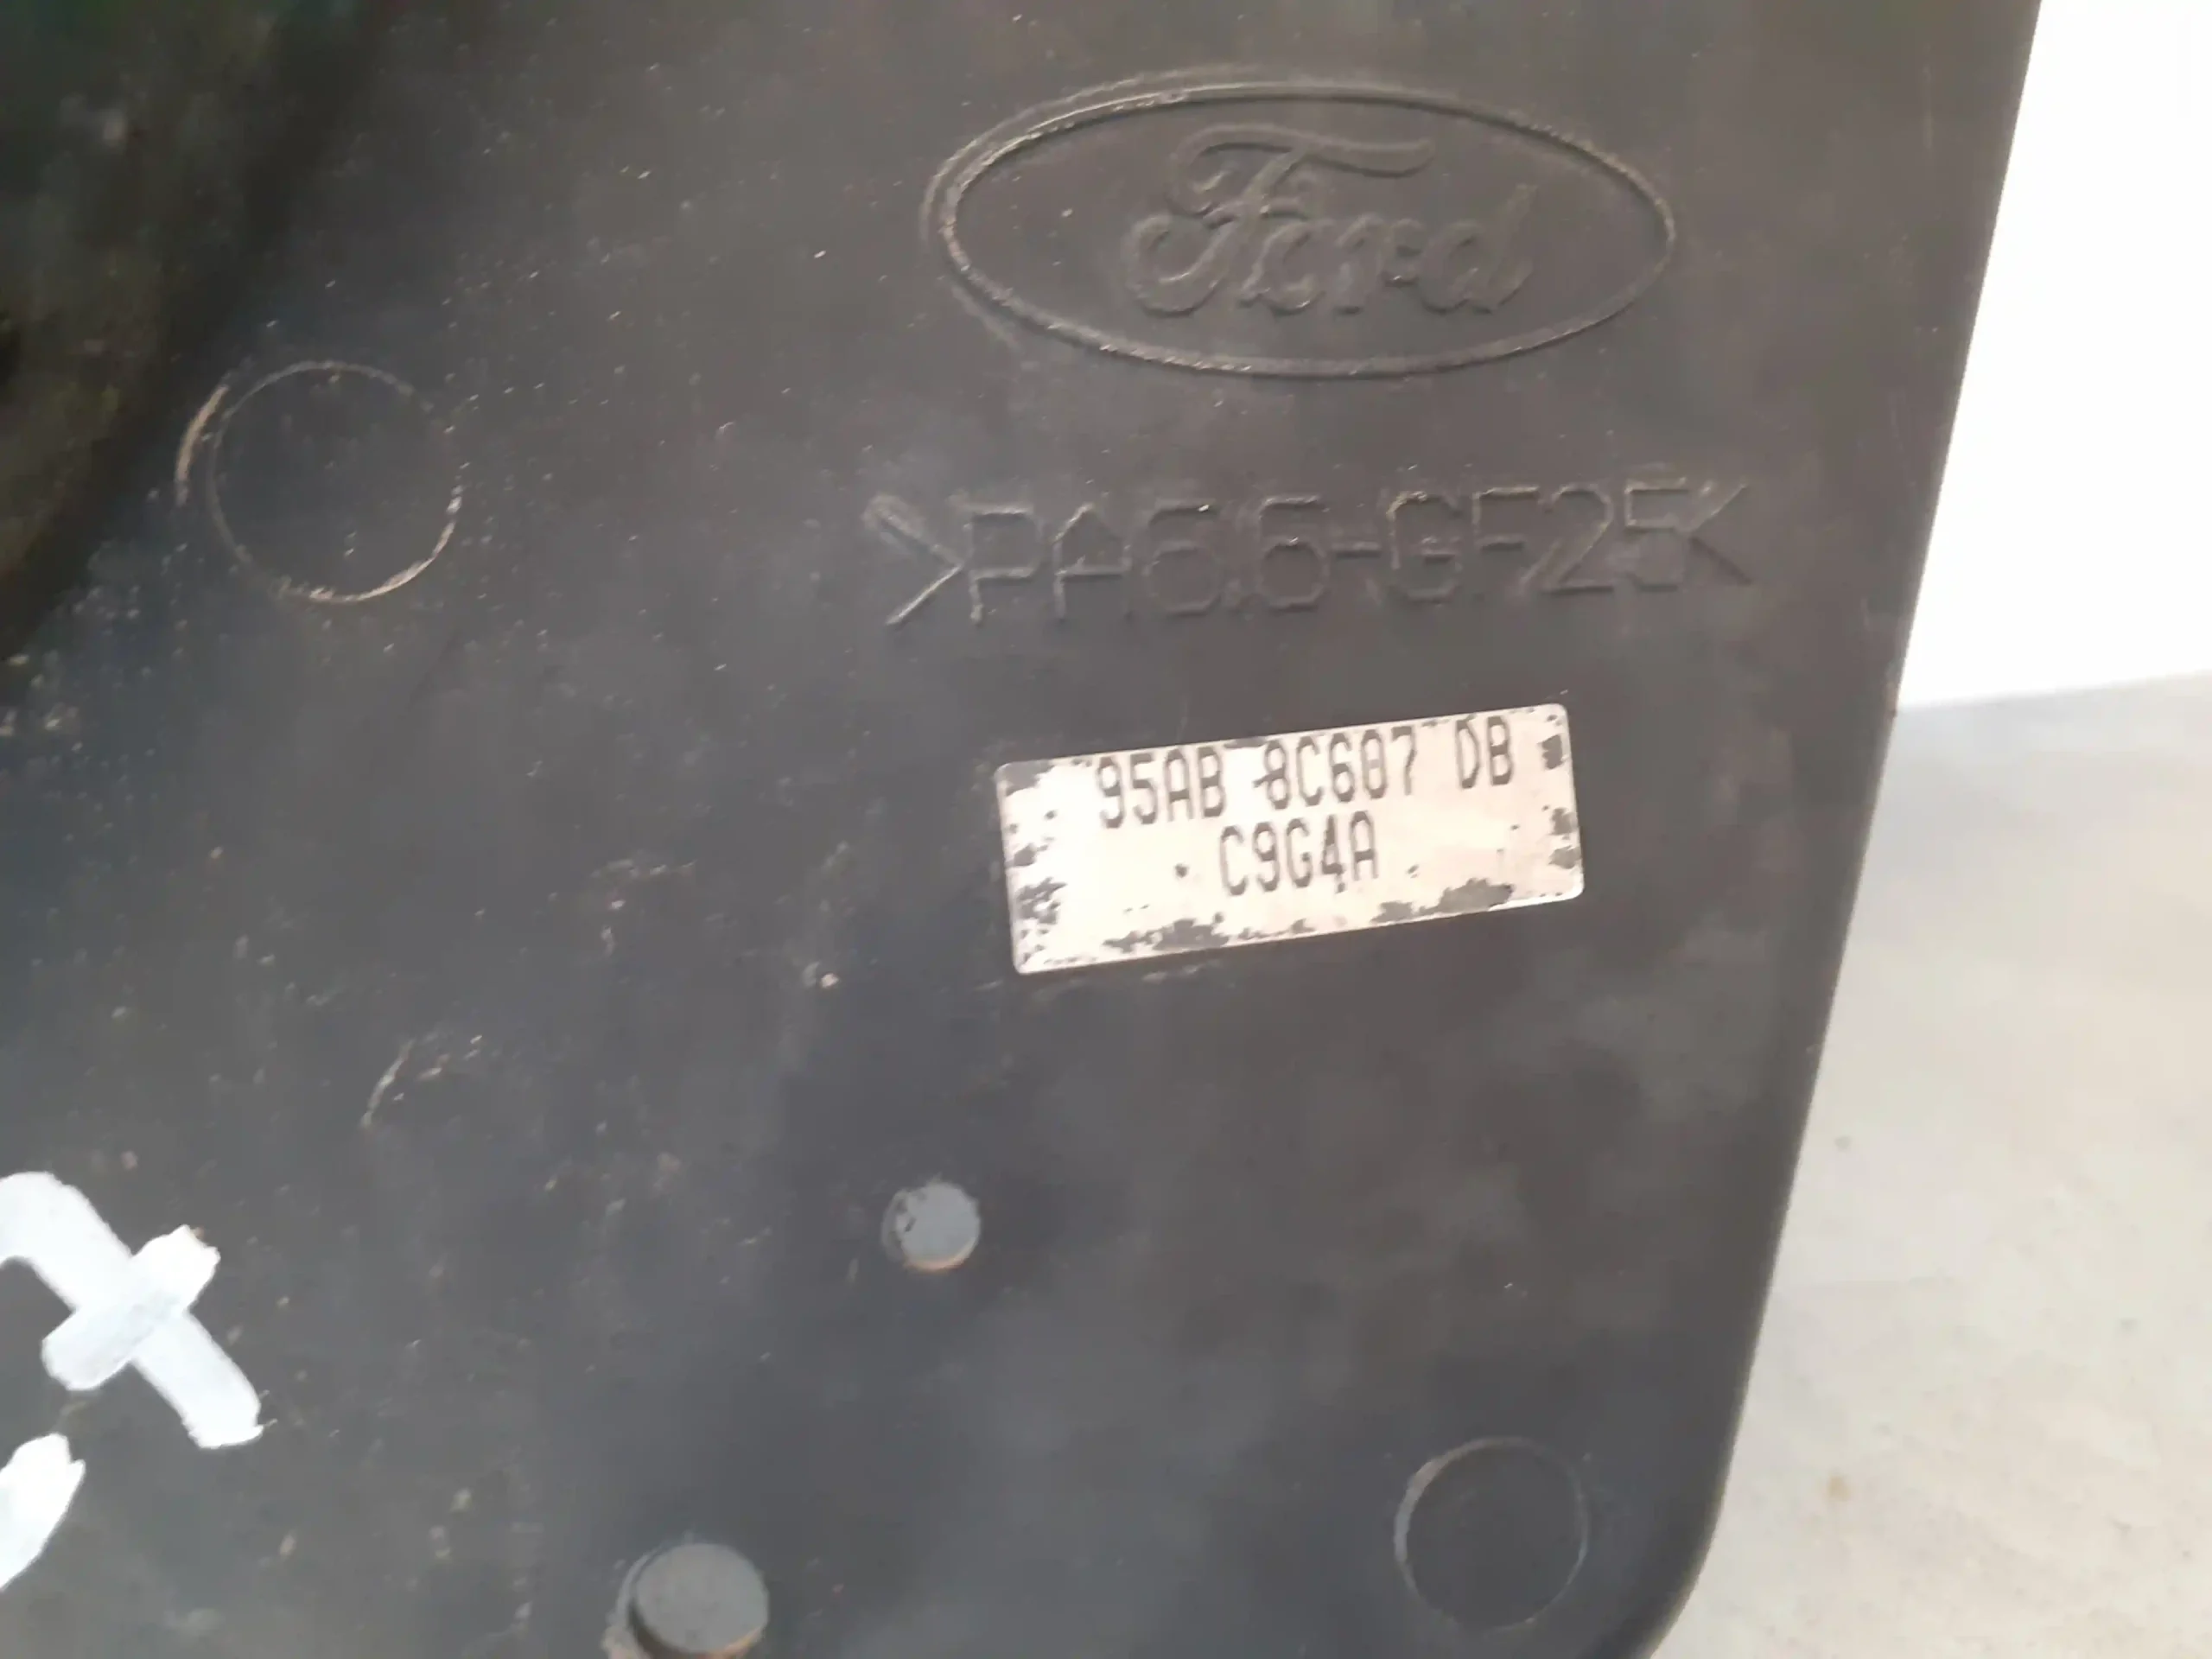 Ford
>PA6.6-GF25<
95AB 8C607 DB
C9G4A